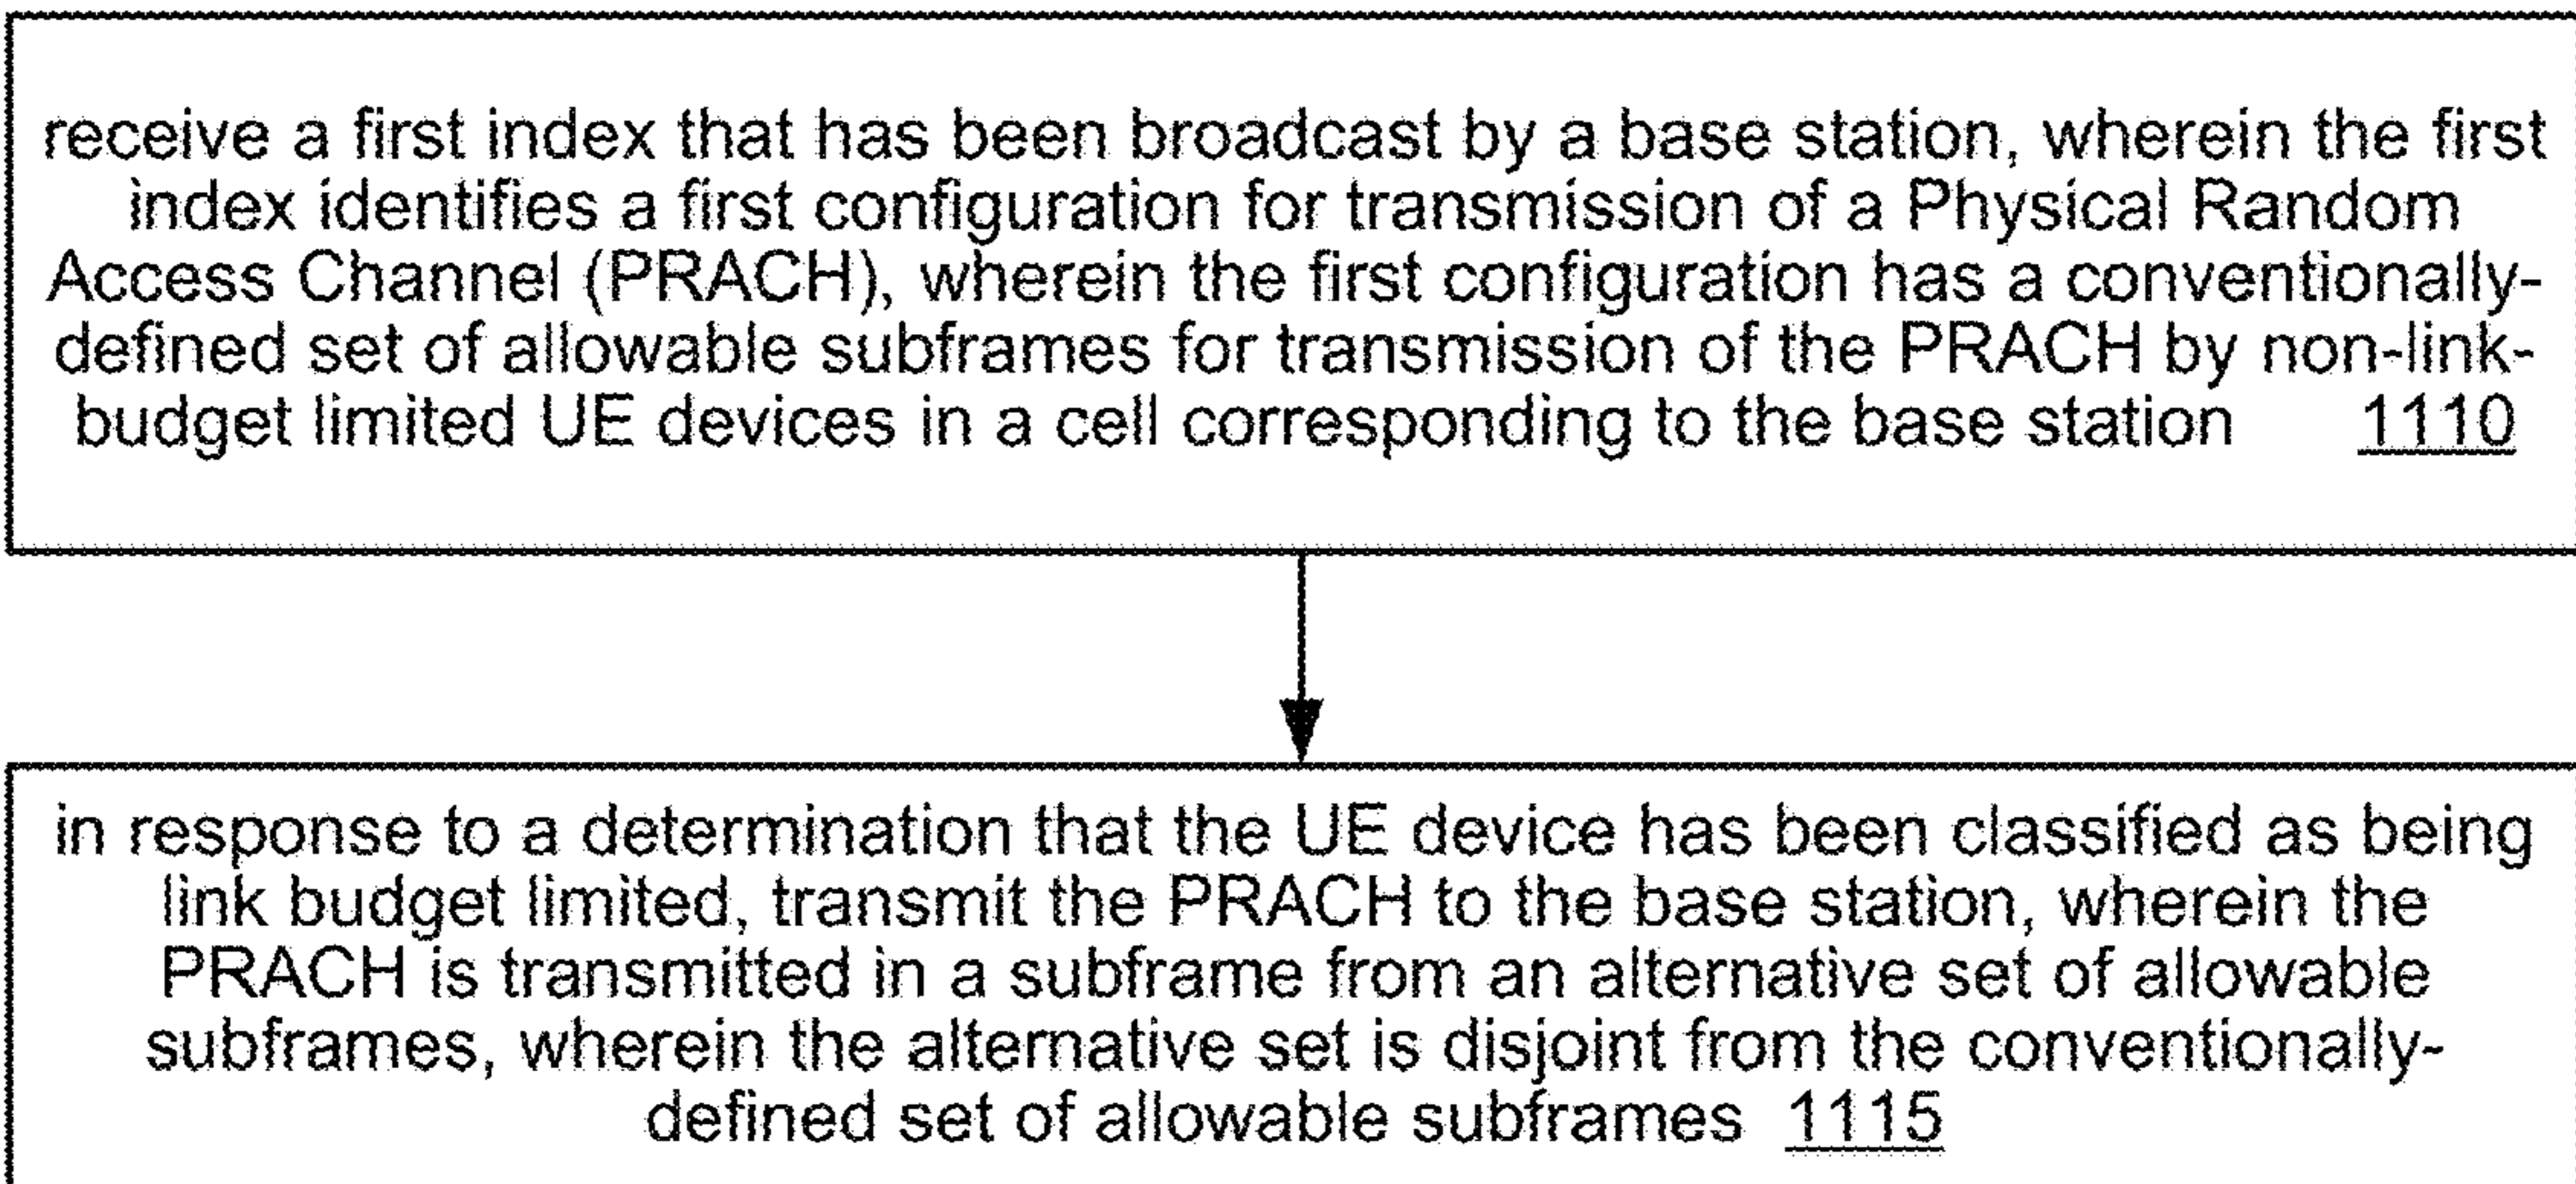 receive a first index that has been broadcast by a base station, wherein the first
index identifies a first configuration for transmission of a Physical Random
Access Channel (PRACH), wherein the first configuration has a conventionally-
defined set of allowable subframes for transmission of the PRACH by non-link-
budget limited UE devices in a cell corresponding to the base station 1110
in response to a determination that the UE device has been classified as being
link budget limited, transmit the PRACH to the base station, wherein the
PRACH is transmitted in a subframe from an alternative set of allowable
subframes, wherein the alternative set is disjoint from the conventionally-
defined set of allowable subframes 1115